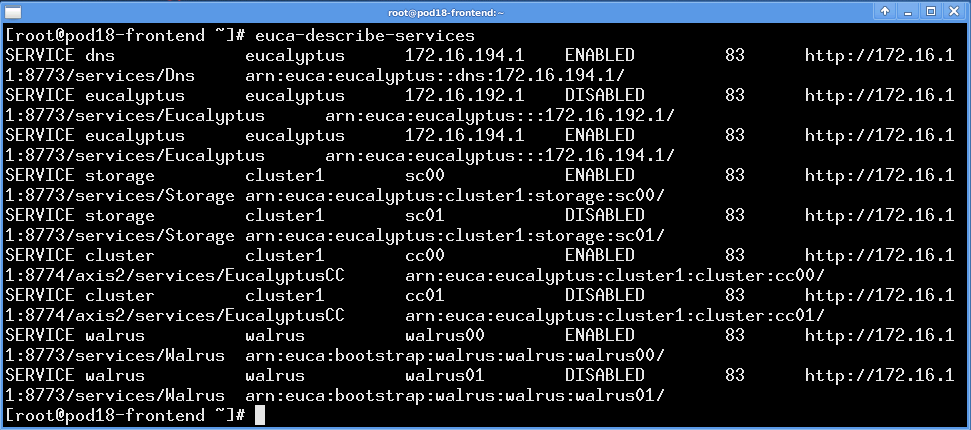 root@pod18-frontend:~
[root@pod18-frontend ~]# euca-describe-services
SERVICE dns eucalyptus 172.16.194.1 ENABLED 83 http://172.16.1
1:8773/services/Dns arn:euca:eucalyptus::dns:172.16.194.1/
SERVICE eucalyptus eucalyptus 172.16.192.1 DISABLED 83 http://172.16.1
1:8773/services/Eucalyptus arn:euca:eucalyptus:::172.16.192.1/
SERVICE eucalyptus eucalyptus 172.16.194.1 ENABLED 83 http://172.16.1
1:8773/services/Eucalyptus arn:euca:eucalyptus:::172.16.194.1/
SERVICE storage cluster1 sc00 ENABLED 83 http://172.16.1
1:8773/services/Storage arn:euca:eucalyptus:cluster1:storage:sc00/
SERVICE storage cluster1 sc01 DISABLED 83 http://172.16.1
1:8773/services/Storage arn:euca:eucalyptus:cluster1:storage:sc01/
SERVICE cluster cluster1 cc00 ENABLED 83 http://172.16.1
1:8774/axis2/services/EucalyptusCC arn:euca:eucalyptus:cluster1:cluster:cc00/
SERVICE cluster cluster1 cc01 DISABLED 83 http://172.16.1
1:8774/axis2/services/EucalyptusCC arn:euca:eucalyptus:cluster1:cluster:cc01/
SERVICE walrus walrus walrus00 ENABLED 83 http://172.16.1
1:8773/services/Walrus arn:euca:bootstrap:walrus:walrus:walrus00/
SERVICE walrus walrus walrus01 DISABLED 83 http://172.16.1
1:8773/services/Walrus arn:euca:bootstrap:walrus:walrus:walrus01/
[root@pod18-frontend ~]#